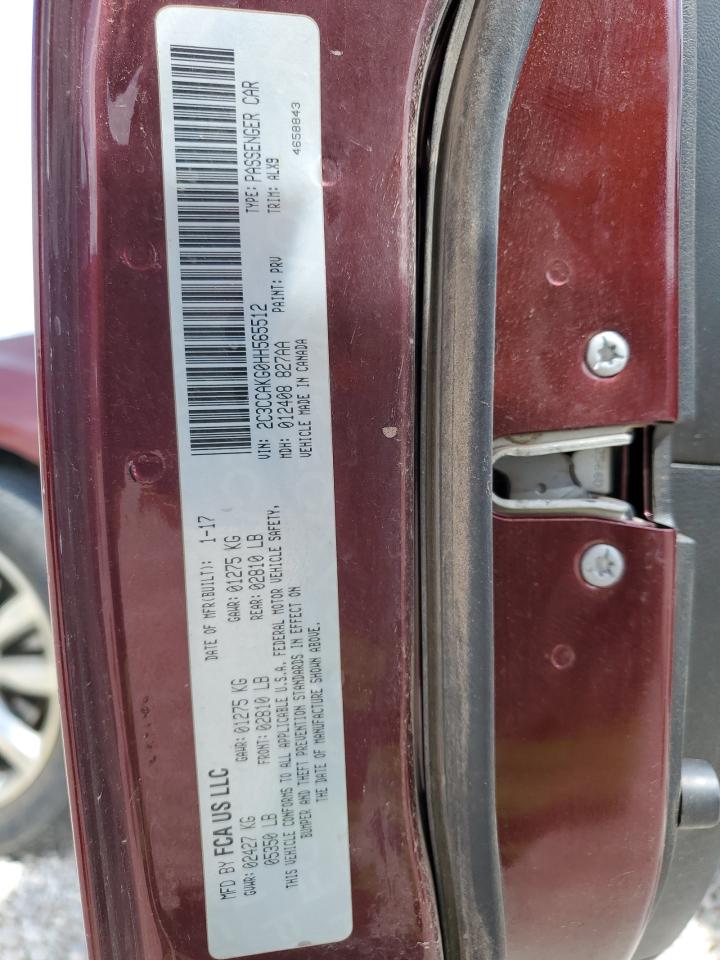 MFD BY FCA US LLC
DATE OF MFR(BUILT): 1-17
GVWR: 02427 KG
GAWR: 01275 KG
GAWR: 01275 KG
05350 LB
FRONT: 02810 LB
REAR: 02810 LB
THIS VEHICLE CONFORMS TO ALL APPLICABLE U.S.A. FEDERAL MOTOR VEHICLE SAFETY,
BUMPER AND THEFT PREVENTION STANDARDS IN EFFECT ON
THE DATE OF MANUFACTURE SHOWN ABOVE.
VIN: 2C3CCAKG0HH565512
TYPE: PASSENGER CAR
MDH: 012408 827AA
PAINT: PRV
TRIM: ALX9
VEHICLE MADE IN CANADA
4658843